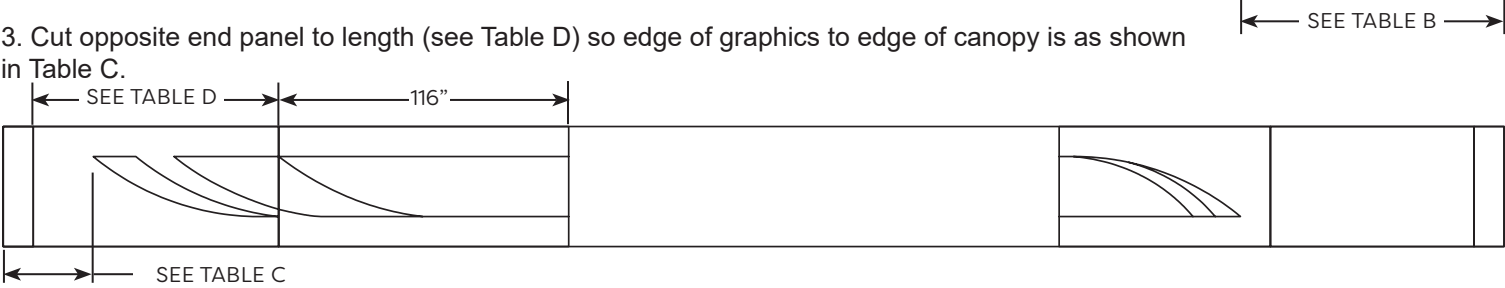 SEE TABLE B
3. Cut opposite end panel to length (see Table D) so edge of graphics to edge of canopy is as shown
in Table C.
SEE TABLE D
116”
SEE TABLE C